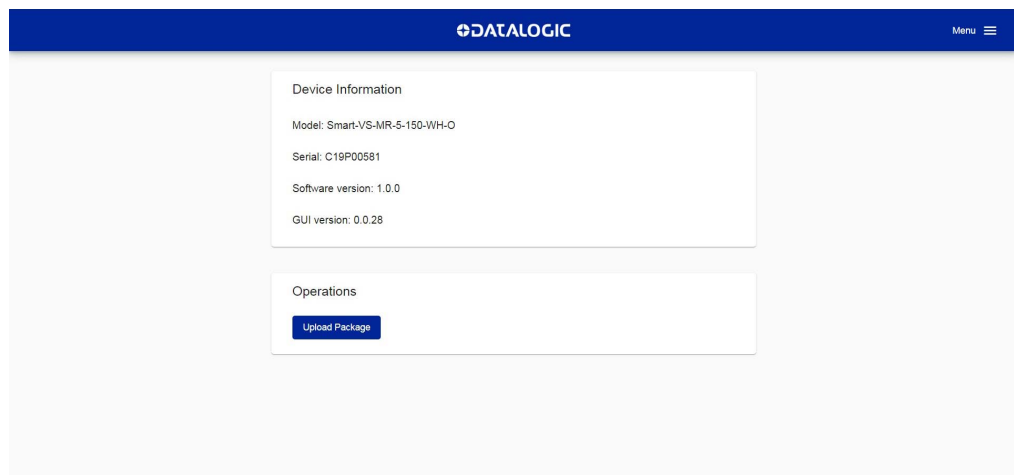 DATALOGIC
Menu
Device Information
Model: Smart-VS-MR-5-150-WH-O
Serial: C19P00581
Software version: 1.0.0
GUI version: 0.0.28
Operations
Upload Package